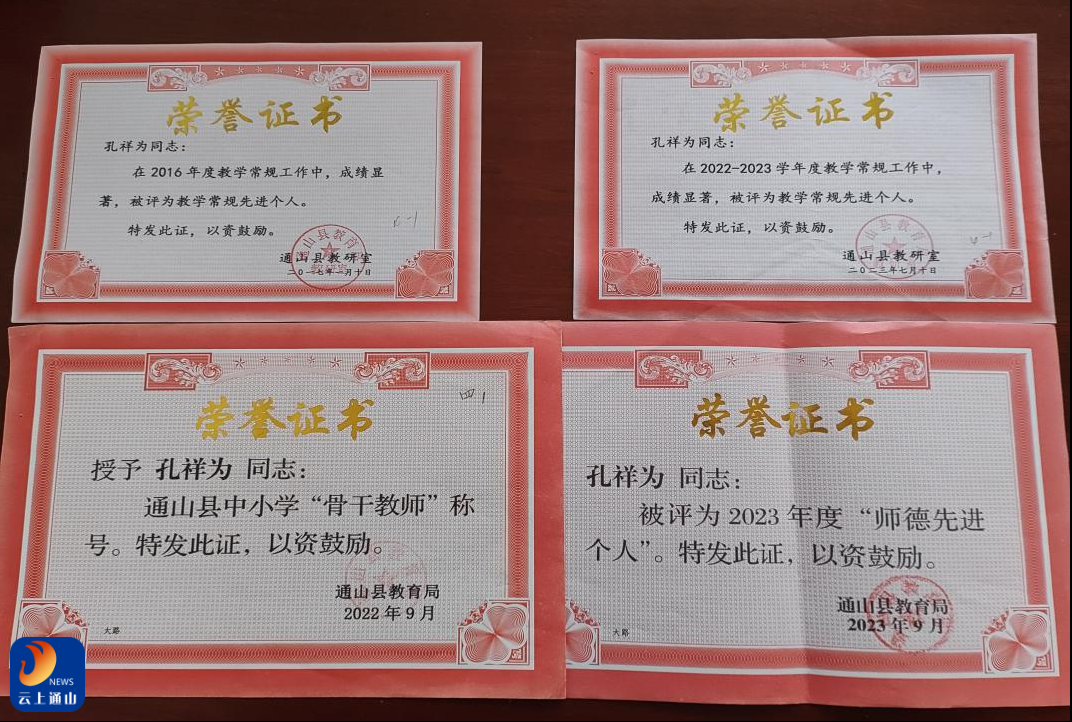 荣誉证书
孔祥为同志：
在2016年度教学常规工作中，成绩显
著，被评为教学常规先进个人。
特发此证，以资鼓励。
通山县教研室
荣誉证书
孔祥为同志：
在2022-2023学年度教学常规工作中，
成绩显著，被评为教学常规先进个人。
特发此证，以资鼓励。
通山县教研室
二〇二三年七月十日
荣誉证书
四1
授予 孔祥为 同志：
通山县中小学“骨干教师”称
号。特发此证，以资鼓励。
通山县教育局
2022年9月
大路
荣誉证书
孔祥为 同志：
被评为2023年度“师德先进
个人”。特发此证，以资鼓励。
通山县教育局
2023年9月
大路
NEWS
云上通山